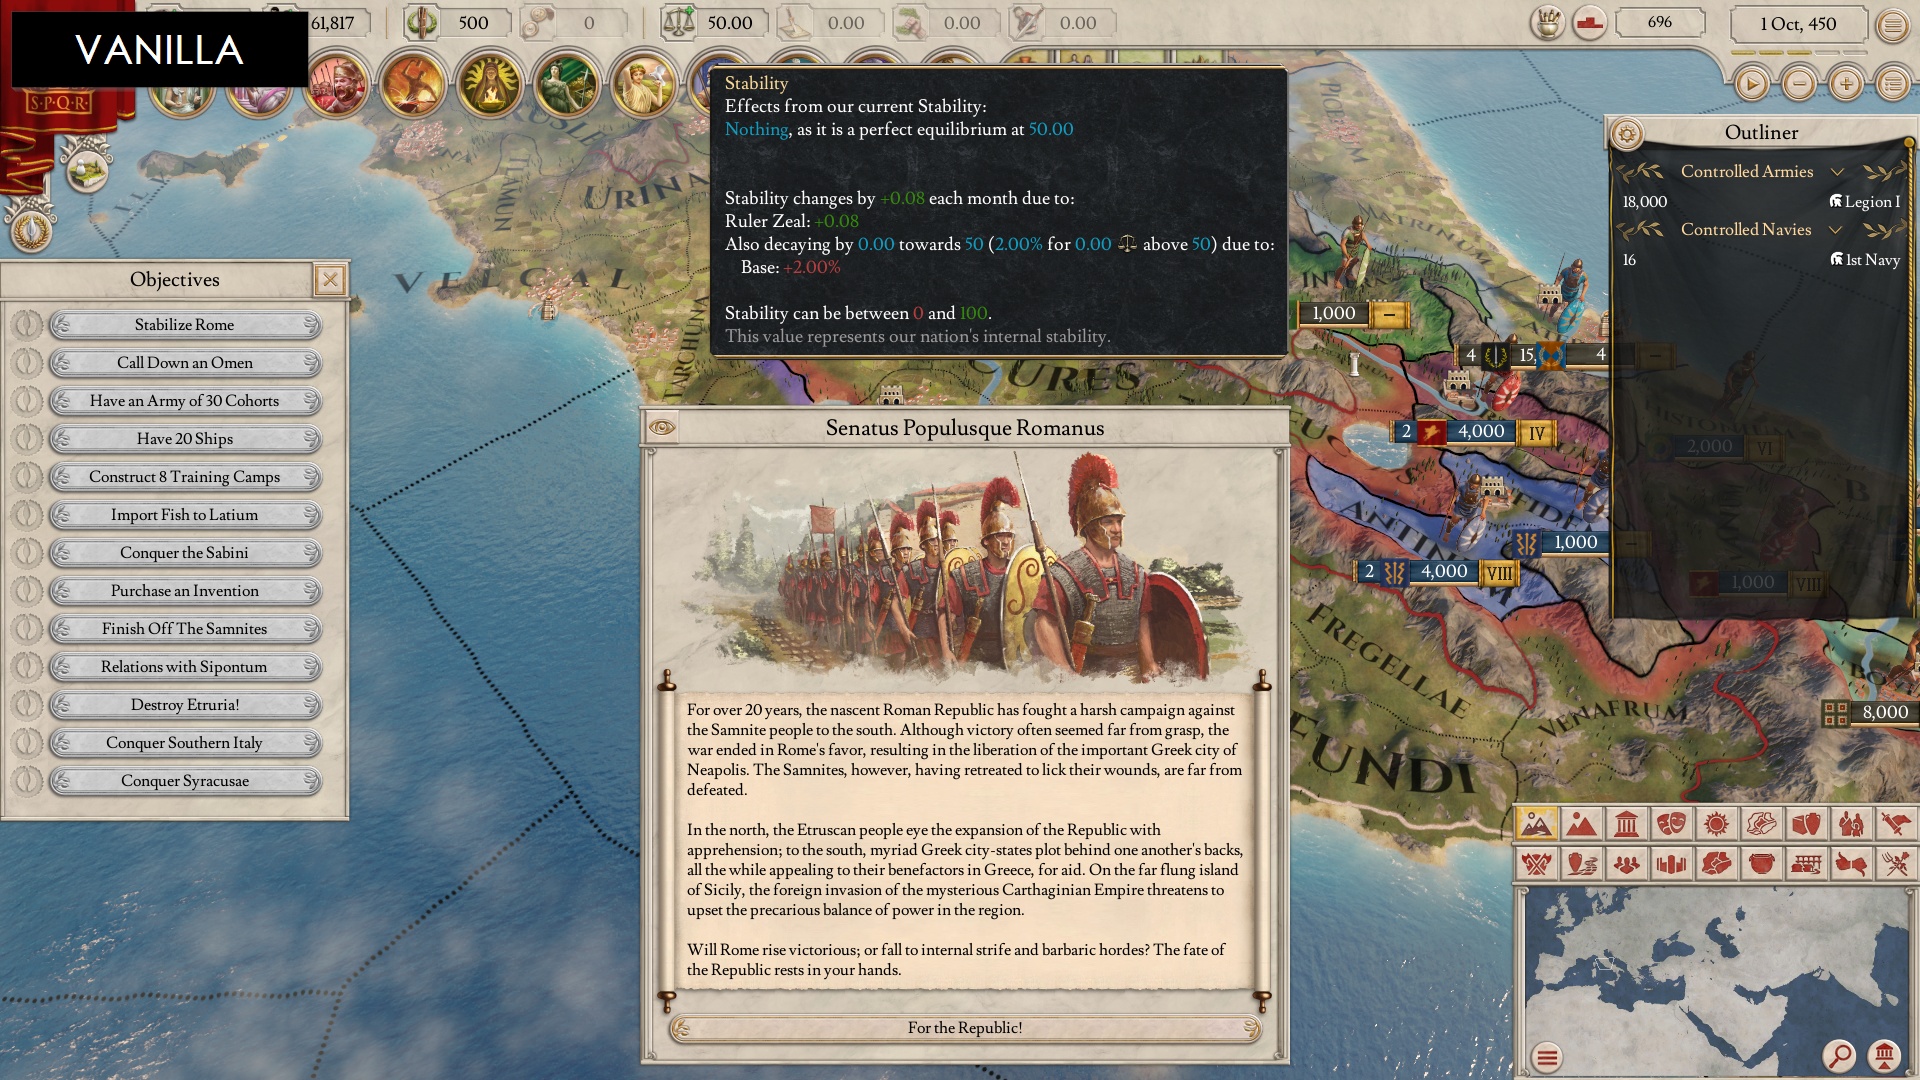 VANILLA
61,817
500
0
50.00
0.00
0.00
0.00
696
1 Oct, 450
S·P·Q·R
Stability
Effects from our current Stability:
Nothing, as it is a perfect equilibrium at 50.00
Stability changes by +0.08 each month due to:
Ruler Zeal: +0.08
Also decaying by 0.00 towards 50 (2.00% for 0.00 above 50) due to:
Base: +2.00%
Stability can be between 0 and 100.
This value represents our nation's internal stability.
Outliner
Controlled Armies
18,000 Legion I
Controlled Navies
16 1st Navy
Objectives
Stabilize Rome
Call Down an Omen
Have an Army of 30 Cohorts
Have 20 Ships
Construct 8 Training Camps
Import Fish to Latium
Conquer the Sabini
Purchase an Invention
Finish Off The Samnites
Relations with Sipontum
Destroy Etruria!
Conquer Southern Italy
Conquer Syracusae
Senatus Populusque Romanus
For over 20 years, the nascent Roman Republic has fought a harsh campaign against
the Samnite people to the south. Although victory often seemed far from grasp, the
war ended in Rome's favor, resulting in the liberation of the important Greek city of
Neapolis. The Samnites, however, having retreated to lick their wounds, are far from
defeated.
In the north, the Etruscan people eye the expansion of the Republic with
apprehension; to the south, myriad Greek city-states plot behind one another's backs,
all the while appealing to their benefactors in Greece, for aid. On the far flung island
of Sicily, the foreign invasion of the mysterious Carthaginian Empire threatens to
upset the precarious balance of power in the region.
Will Rome rise victorious; or fall to internal strife and barbaric hordes? The fate of
the Republic rests in your hands.
For the Republic!
VELCAL
CURES
1,000
4 15, 4
2 4,000 IV
2,000 VI
1,000
2 4,000 VIII
1,000 VIII
FREGELLAE
VENAFRUM
8,000